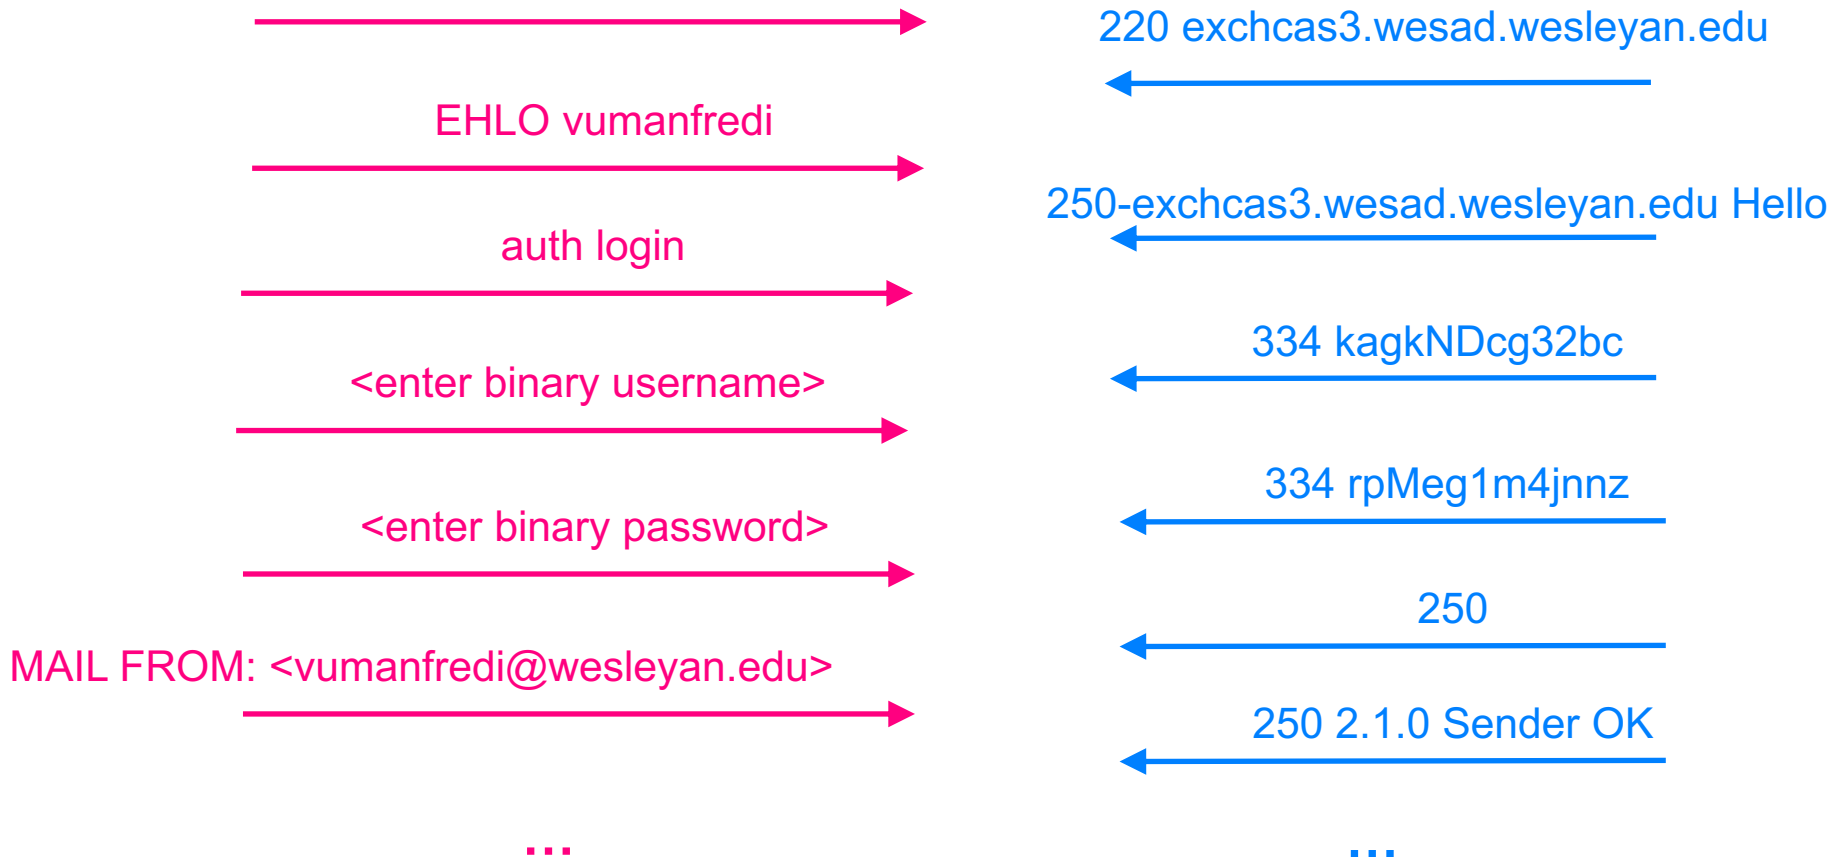 220 exchcas3.wesad.wesleyan.edu
EHLO vumanfredi
250-exchcas3.wesad.wesleyan.edu Hello
auth login
334 kagkNDcg32bc
<enter binary username>
334 rpMeg1m4jnnz
<enter binary password>
250
MAIL FROM: <vumanfredi@wesleyan.edu>
250 2.1.0 Sender OK
...
...